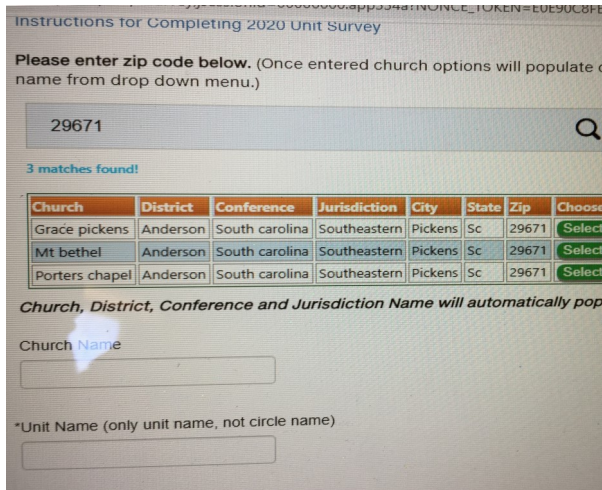 Instructions for Completing 2020 Unit Survey
Please enter zip code below. (Once entered church options will populate
name from drop down menu.)
29671
3 matches found!
Church District Conference Jurisdiction City State Zip Choose
Grace pickens Anderson South carolina Southeastern Pickens Sc 29671 Select
Mt bethel Anderson South carolina Southeastern Pickens Sc 29671 Select
Porters chapel Anderson South carolina Southeastern Pickens Sc 29671 Select
Church, District, Conference and Jurisdiction Name will automatically pop
Church Name
*Unit Name (only unit name, not circle name)